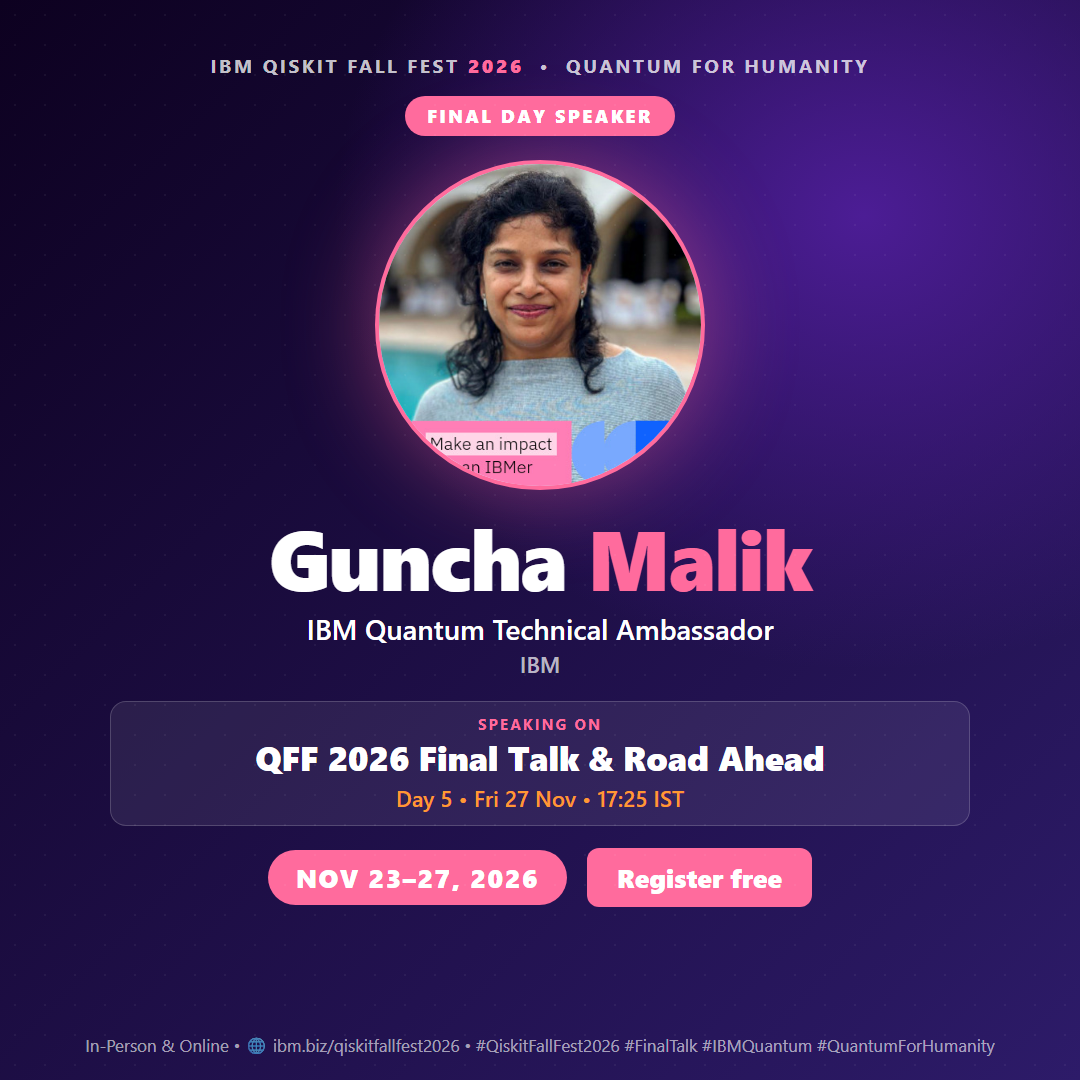 IBM QISKIT FALL FEST 2026 • QUANTUM FOR HUMANITY
FINAL DAY SPEAKER
Make an impact
an IBMer
Guncha Malik
IBM Quantum Technical Ambassador
IBM
SPEAKING ON
QFF 2026 Final Talk & Road Ahead
Day 5 • Fri 27 Nov • 17:25 IST
NOV 23–27, 2026
Register free
In-Person & Online • 🌐 ibm.biz/qiskitfallfest2026 • #QiskitFallFest2026 #FinalTalk #IBMQuantum #QuantumForHumanity